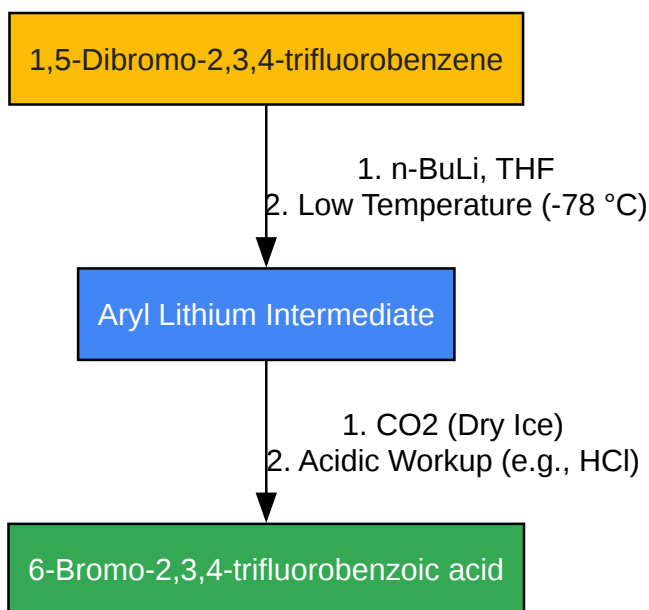 1,5-Dibromo-2,3,4-trifluorobenzene
1. n-BuLi, THF
2. Low Temperature (-78 °C)
Aryl Lithium Intermediate
1. CO2 (Dry Ice)
2. Acidic Workup (e.g., HCl)
6-Bromo-2,3,4-trifluorobenzoic acid